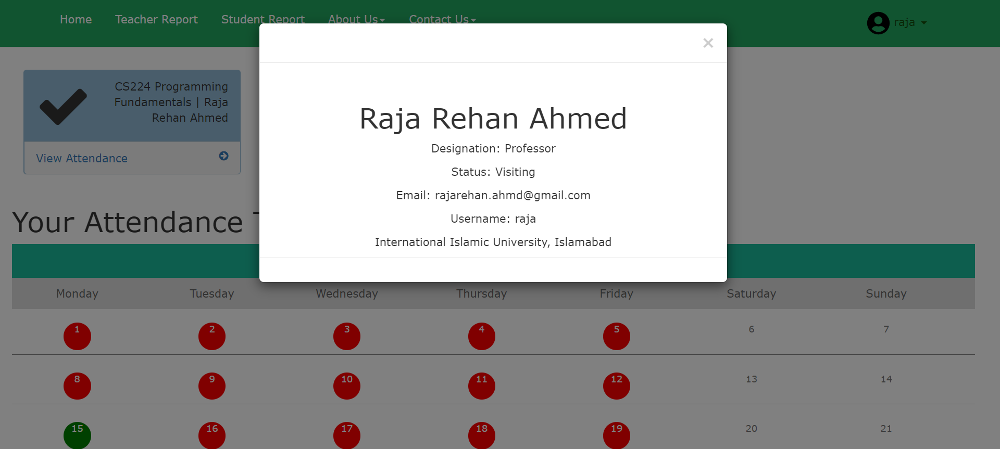 Home Teacher Report Student Report About Us Contact Us raja
×
CS224 Programming
Fundamentals | Raja
Rehan Ahmed
View Attendance
Raja Rehan Ahmed
Designation: Professor
Status: Visiting
Email: rajarehan.ahmd@gmail.com
Username: raja
International Islamic University, Islamabad
Your Attendance
Monday Tuesday Wednesday Thursday Friday Saturday Sunday
1 2 3 4 5 6 7
8 9 10 11 12 13 14
15 16 17 18 19 20 21